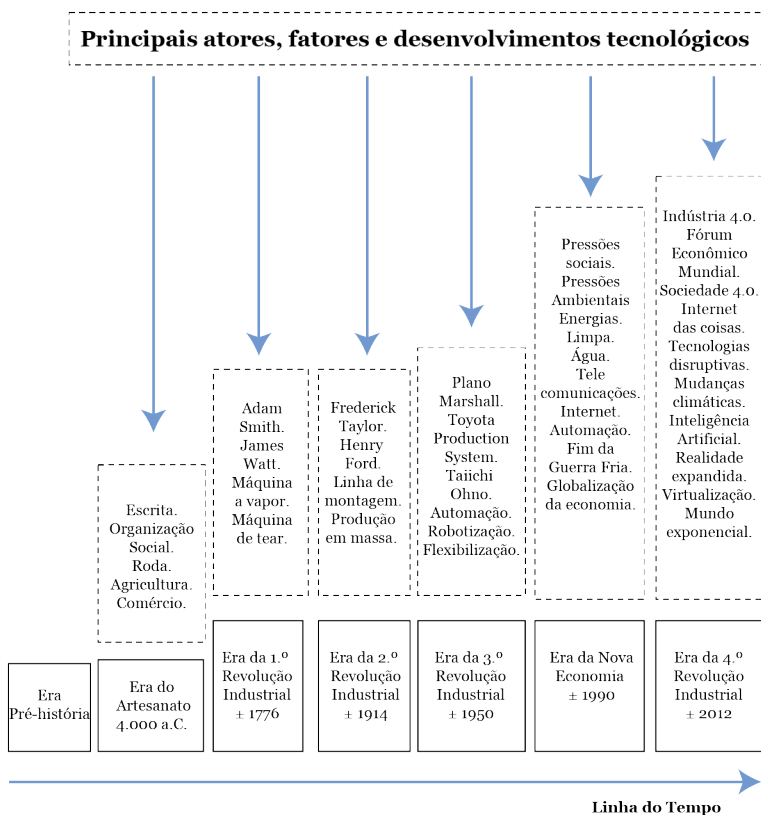 Principais atores, fatores e desenvolvimentos tecnológicos
Escrita.
Organização
Social.
Roda.
Agricultura.
Comércio.
Adam
Smith.
James
Watt.
Máquina
a vapor.
Máquina
de tear.
Frederick
Taylor.
Henry
Ford.
Linha de
montagem.
Produção
em massa.
Plano
Marshall.
Toyota
Production
System.
Taiichi
Ohno.
Automação.
Robotização.
Flexibilização.
Pressões
sociais.
Pressões
Ambientais
Energias.
Limpa.
Água.
Tele
comunicações.
Internet.
Automação.
Fim da
Guerra Fria.
Globalização
da economia.
Indústria 4.0.
Fórum
Econômico
Mundial.
Sociedade 4.0.
Internet
das coisas.
Tecnologias
disruptivas.
Mudanças
climáticas.
Inteligência
Artificial.
Realidade
expandida.
Virtualização.
Mundo
exponencial.
Era
Pré-história
Era do
Artesanato
4.000 a.C.
Era da 1.º
Revolução
Industrial
± 1776
Era da 2.º
Revolução
Industrial
± 1914
Era da 3.º
Revolução
Industrial
± 1950
Era da Nova
Economia
± 1990
Era da 4.º
Revolução
Industrial
± 2012
Linha do Tempo